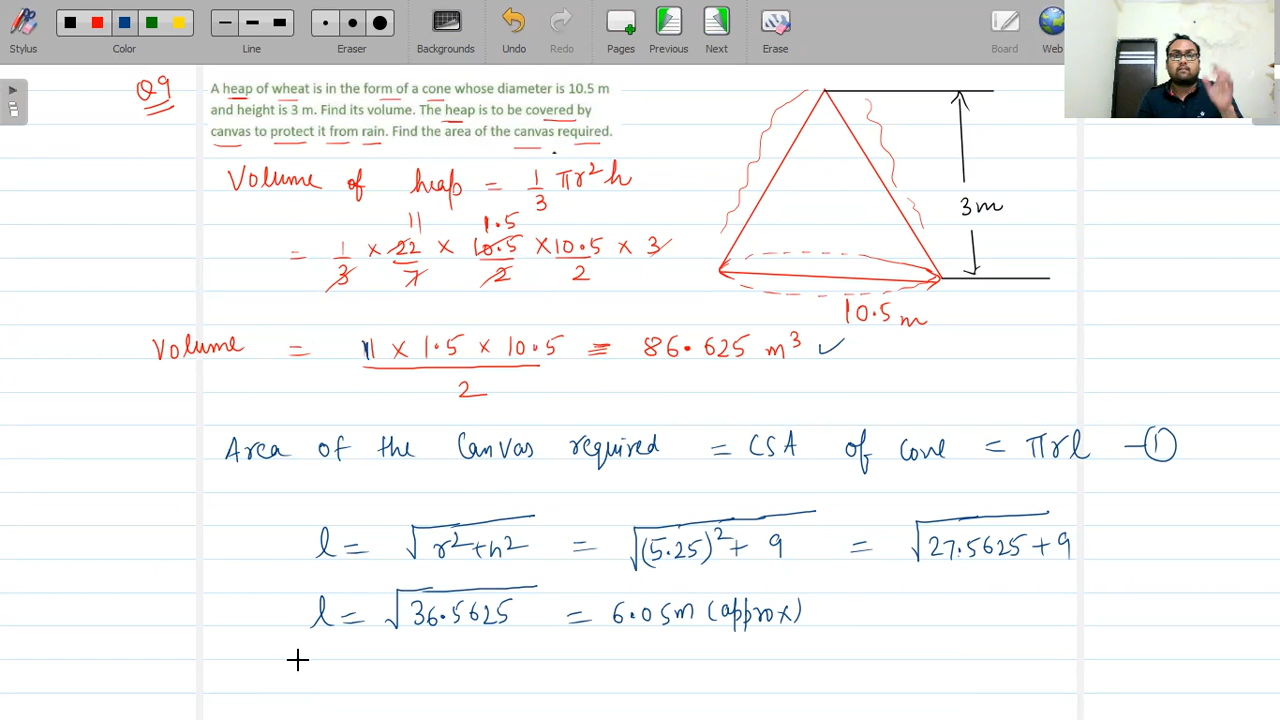 Stylus Color Line Eraser Backgrounds Undo Redo Pages Previous Next Erase Board Web
Q9
A heap of wheat is in the form of a cone whose diameter is 10.5 m
and height is 3 m. Find its volume. The heap is to be covered by
canvas to protect it from rain. Find the area of the canvas required.
Volume of heap = 1/3 πr²h
11 1.5
= 1/3 × 22/7 × 10.5/2 × 10.5/2 × 3
3m
10.5 m
Volume = 11 × 1.5 × 10.5 / 2 = 86.625 m³ ✓
Area of the Canvas required = CSA of cone = πrl —①
l = √(r²+h²) = √((5.25)² + 9) = √(27.5625 + 9)
l = √36.5625 = 6.05m (approx)